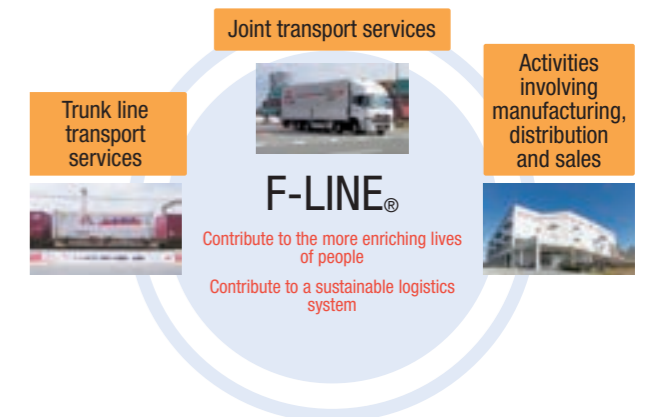 Joint transport services
Trunk line
transport
services
Activities
involving
manufacturing,
distribution
and sales
F-LINE®
Contribute to the more enriching lives
of people
Contribute to a sustainable logistics
system